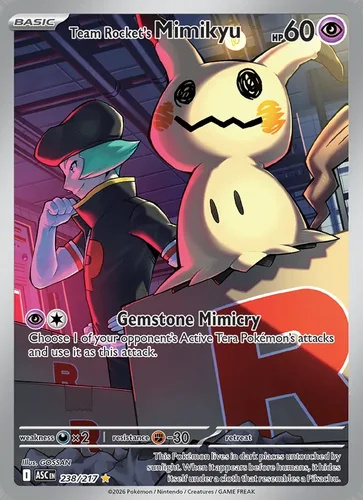 BASIC
Team Rocket's Mimikyu HP 60
Gemstone Mimicry
Choose 1 of your opponent's Active Tera Pokémon's attacks
and use it as this attack.
weakness ×2 resistance -30 retreat
Illus. GOSSAN
I ASC EN 238/217
This Pokémon lives in dark places untouched by
sunlight. When it appears before humans, it hides
itself under a cloth that resembles a Pikachu.
©2026 Pokémon / Nintendo / Creatures / GAME FREAK
R
R